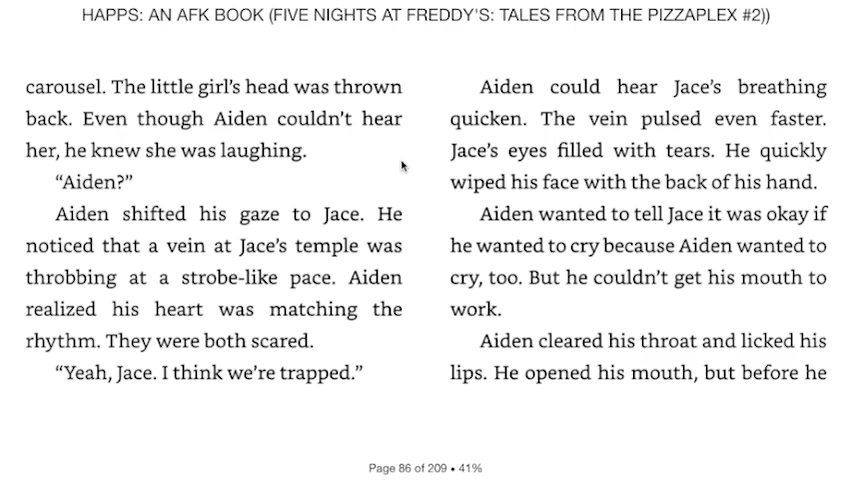 HAPPS: AN AFK BOOK (FIVE NIGHTS AT FREDDY'S: TALES FROM THE PIZZAPLEX #2))
carousel. The little girl’s head was thrown
back. Even though Aiden couldn’t hear
her, he knew she was laughing.
“Aiden?”
Aiden shifted his gaze to Jace. He
noticed that a vein at Jace’s temple was
throbbing at a strobe-like pace. Aiden
realized his heart was matching the
rhythm. They were both scared.
“Yeah, Jace. I think we’re trapped.”
Aiden could hear Jace’s breathing
quicken. The vein pulsed even faster.
Jace’s eyes filled with tears. He quickly
wiped his face with the back of his hand.
Aiden wanted to tell Jace it was okay if
he wanted to cry because Aiden wanted to
cry, too. But he couldn’t get his mouth to
work.
Aiden cleared his throat and licked his
lips. He opened his mouth, but before he
Page 86 of 209 • 41%